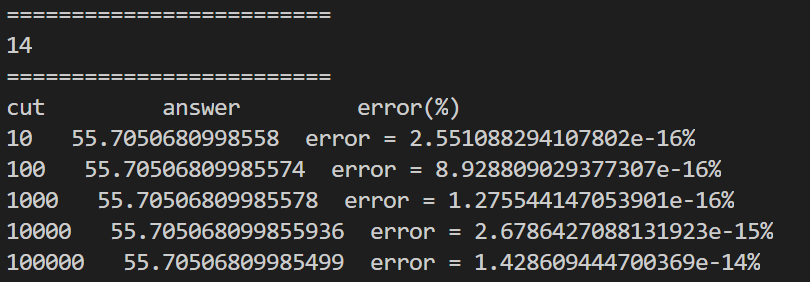 =========================
14
=========================
cut         answer         error(%)
10   55.7050680998558  error = 2.551088294107802e-16%
100   55.70506809985574  error = 8.928809029377307e-16%
1000   55.70506809985578  error = 1.275544147053901e-16%
10000   55.705068099855936  error = 2.6786427088131923e-15%
100000   55.70506809985499  error = 1.428609444700369e-14%